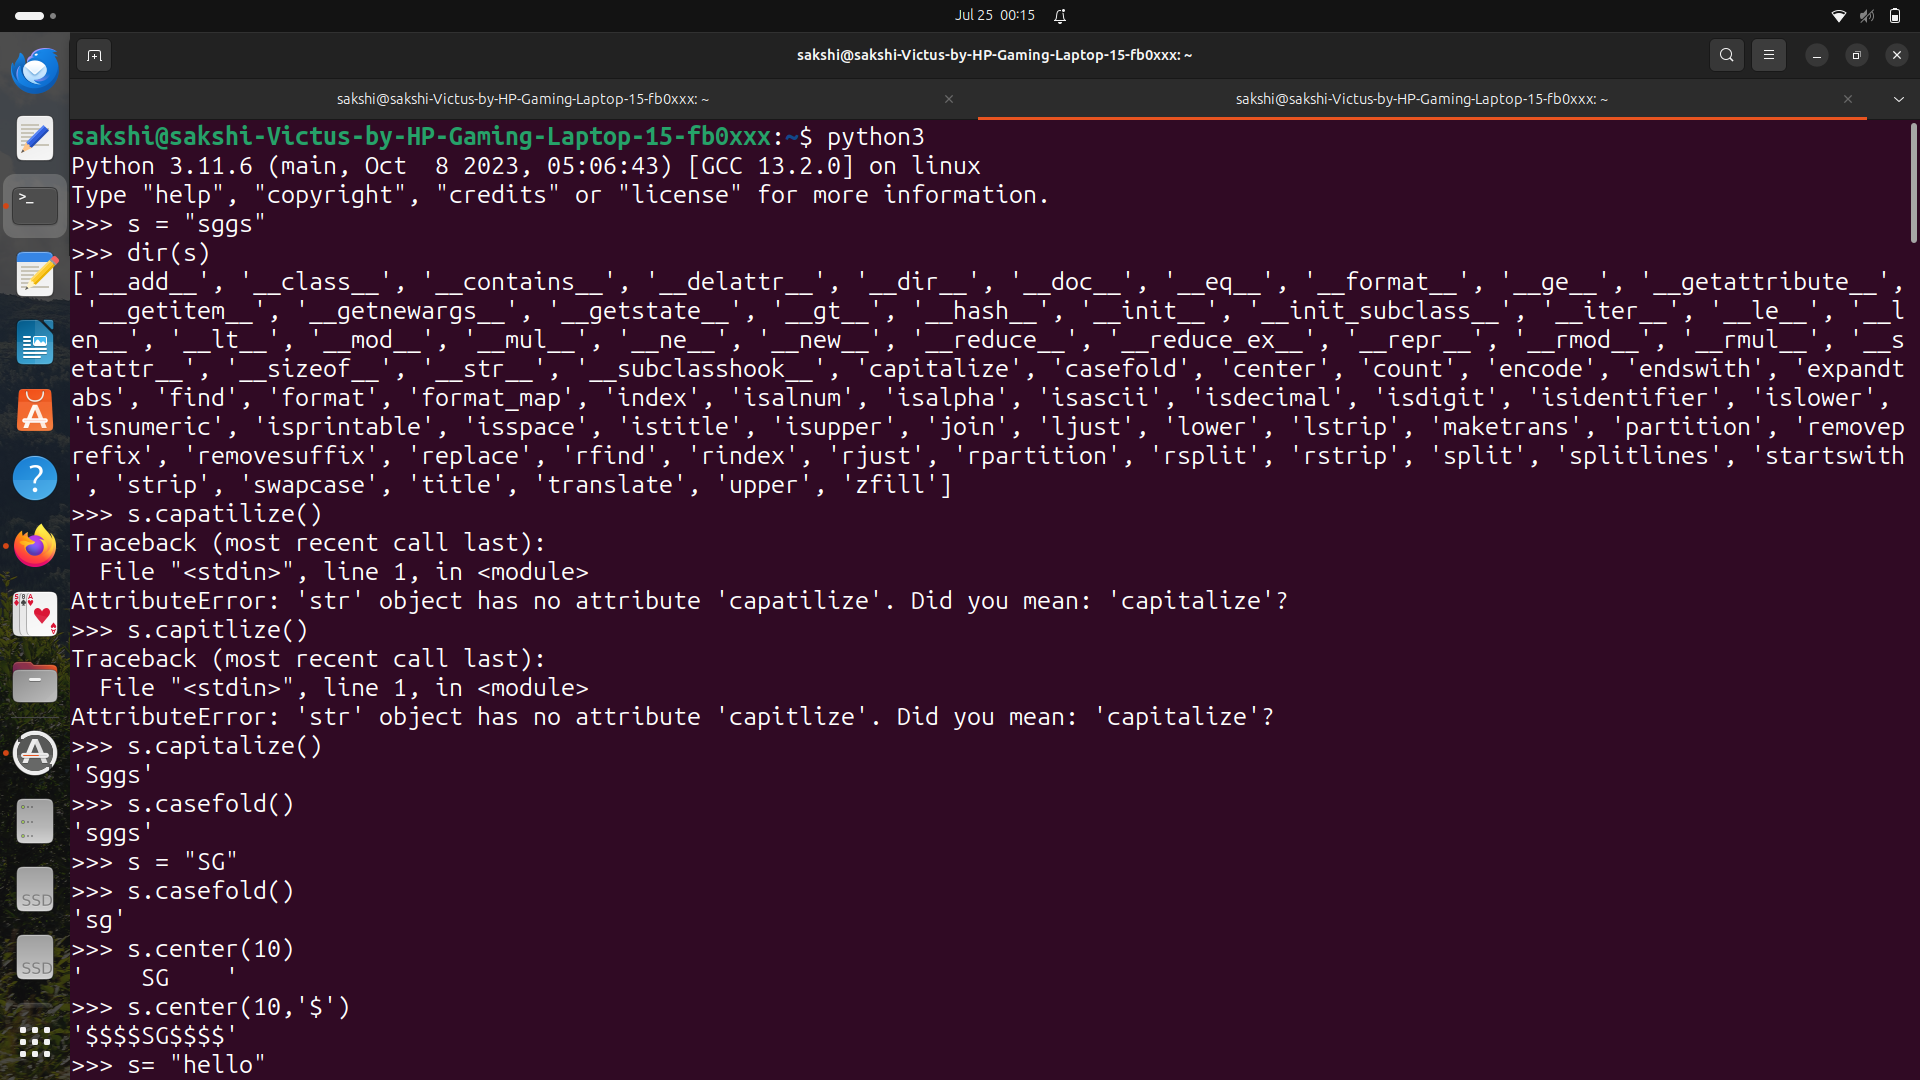 Jul 25 00:15
sakshi@sakshi-Victus-by-HP-Gaming-Laptop-15-fb0xxx: ~
sakshi@sakshi-Victus-by-HP-Gaming-Laptop-15-fb0xxx: ~
sakshi@sakshi-Victus-by-HP-Gaming-Laptop-15-fb0xxx: ~
sakshi@sakshi-Victus-by-HP-Gaming-Laptop-15-fb0xxx:~$ python3
Python 3.11.6 (main, Oct  8 2023, 05:06:43) [GCC 13.2.0] on linux
Type "help", "copyright", "credits" or "license" for more information.
>>> s = "sggs"
>>> dir(s)
['__add__', '__class__', '__contains__', '__delattr__', '__dir__', '__doc__', '__eq__', '__format__', '__ge__', '__getattribute__',
 '__getitem__', '__getnewargs__', '__getstate__', '__gt__', '__hash__', '__init__', '__init_subclass__', '__iter__', '__le__', '__l
en__', '__lt__', '__mod__', '__mul__', '__ne__', '__new__', '__reduce__', '__reduce_ex__', '__repr__', '__rmod__', '__rmul__', '__s
etattr__', '__sizeof__', '__str__', '__subclasshook__', 'capitalize', 'casefold', 'center', 'count', 'encode', 'endswith', 'expandt
abs', 'find', 'format', 'format_map', 'index', 'isalnum', 'isalpha', 'isascii', 'isdecimal', 'isdigit', 'isidentifier', 'islower',
'isnumeric', 'isprintable', 'isspace', 'istitle', 'isupper', 'join', 'ljust', 'lower', 'lstrip', 'maketrans', 'partition', 'removep
refix', 'removesuffix', 'replace', 'rfind', 'rindex', 'rjust', 'rpartition', 'rsplit', 'rstrip', 'split', 'splitlines', 'startswith
', 'strip', 'swapcase', 'title', 'translate', 'upper', 'zfill']
>>> s.capatilize()
Traceback (most recent call last):
  File "<stdin>", line 1, in <module>
AttributeError: 'str' object has no attribute 'capatilize'. Did you mean: 'capitalize'?
>>> s.capitlize()
Traceback (most recent call last):
  File "<stdin>", line 1, in <module>
AttributeError: 'str' object has no attribute 'capitlize'. Did you mean: 'capitalize'?
>>> s.capitalize()
'Sggs'
>>> s.casefold()
'sggs'
>>> s = "SG"
>>> s.casefold()
'sg'
>>> s.center(10)
'    SG    '
>>> s.center(10,'$')
'$$$$SG$$$$'
>>> s= "hello"
SSD
SSD